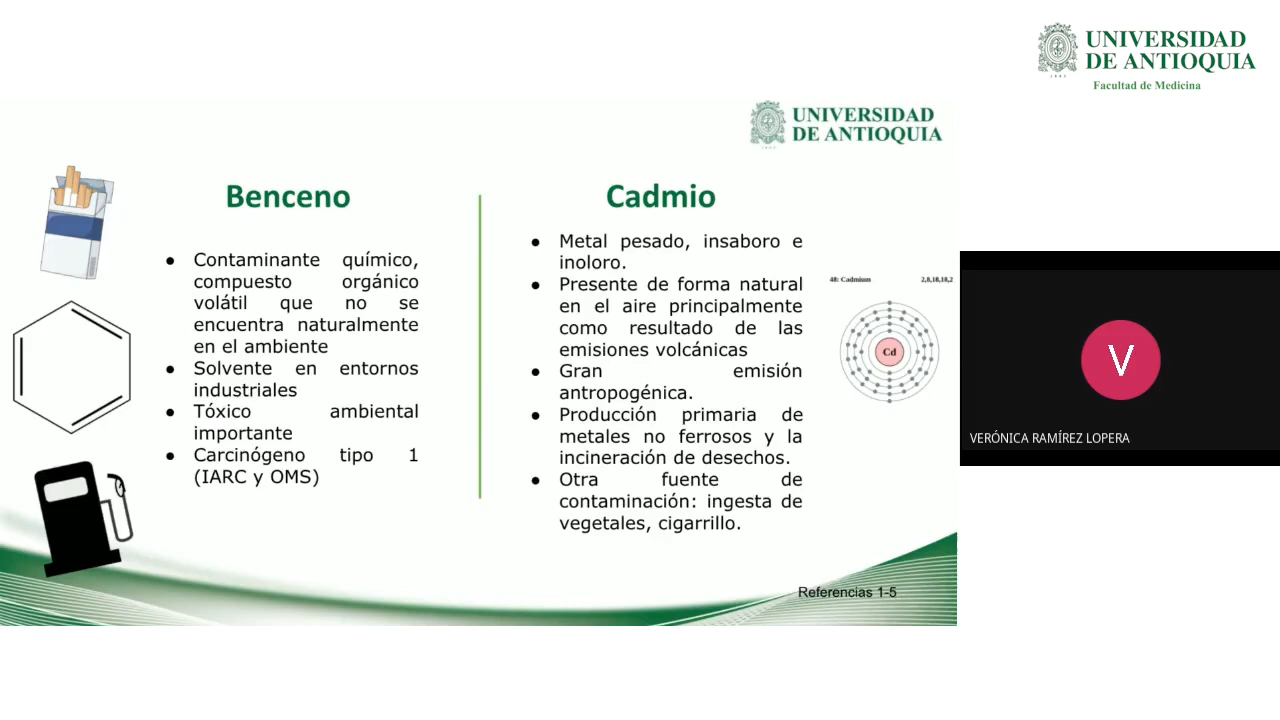 UNIVERSIDAD
DE ANTIOQUIA
1803
Facultad de Medicina
UNIVERSIDAD
DE ANTIOQUIA
Benceno
● Contaminante químico,
compuesto orgánico
volátil que no se
encuentra naturalmente
en el ambiente
● Solvente en entornos
industriales
● Tóxico ambiental
importante
● Carcinógeno tipo 1
(IARC y OMS)
Cadmio
● Metal pesado, insaboro e
inoloro.
● Presente de forma natural
en el aire principalmente
como resultado de las
emisiones volcánicas
● Gran emisión
antropogénica.
● Producción primaria de
metales no ferrosos y la
incineración de desechos.
● Otra fuente de
contaminación: ingesta de
vegetales, cigarrillo.
48: Cadmium 2,8,18,18,2
Cd
Referencias 1-5
V
VERÓNICA RAMÍREZ LOPERA